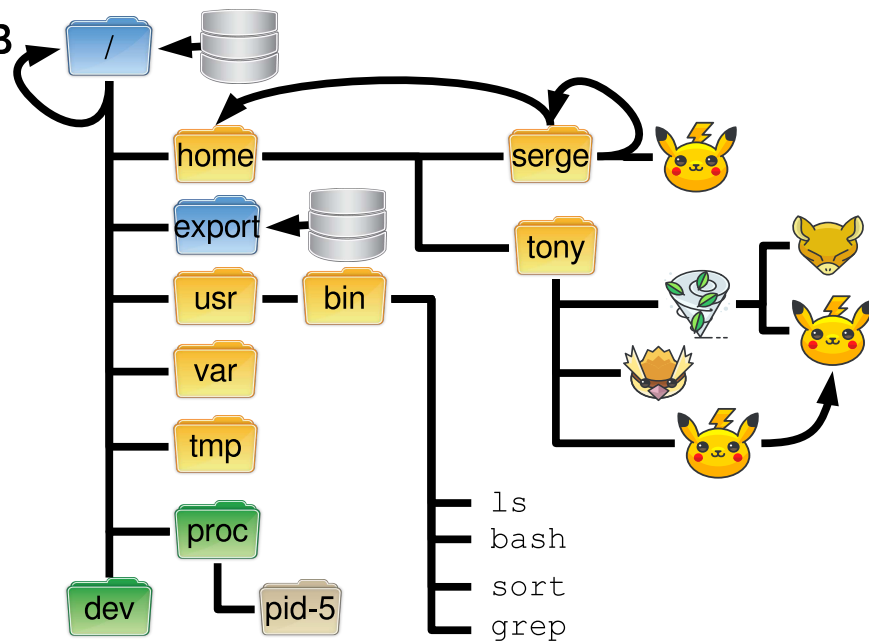 B
/
home
serge
export
tony
usr
bin
var
tmp
ls
proc
bash
sort
dev
pid-5
grep